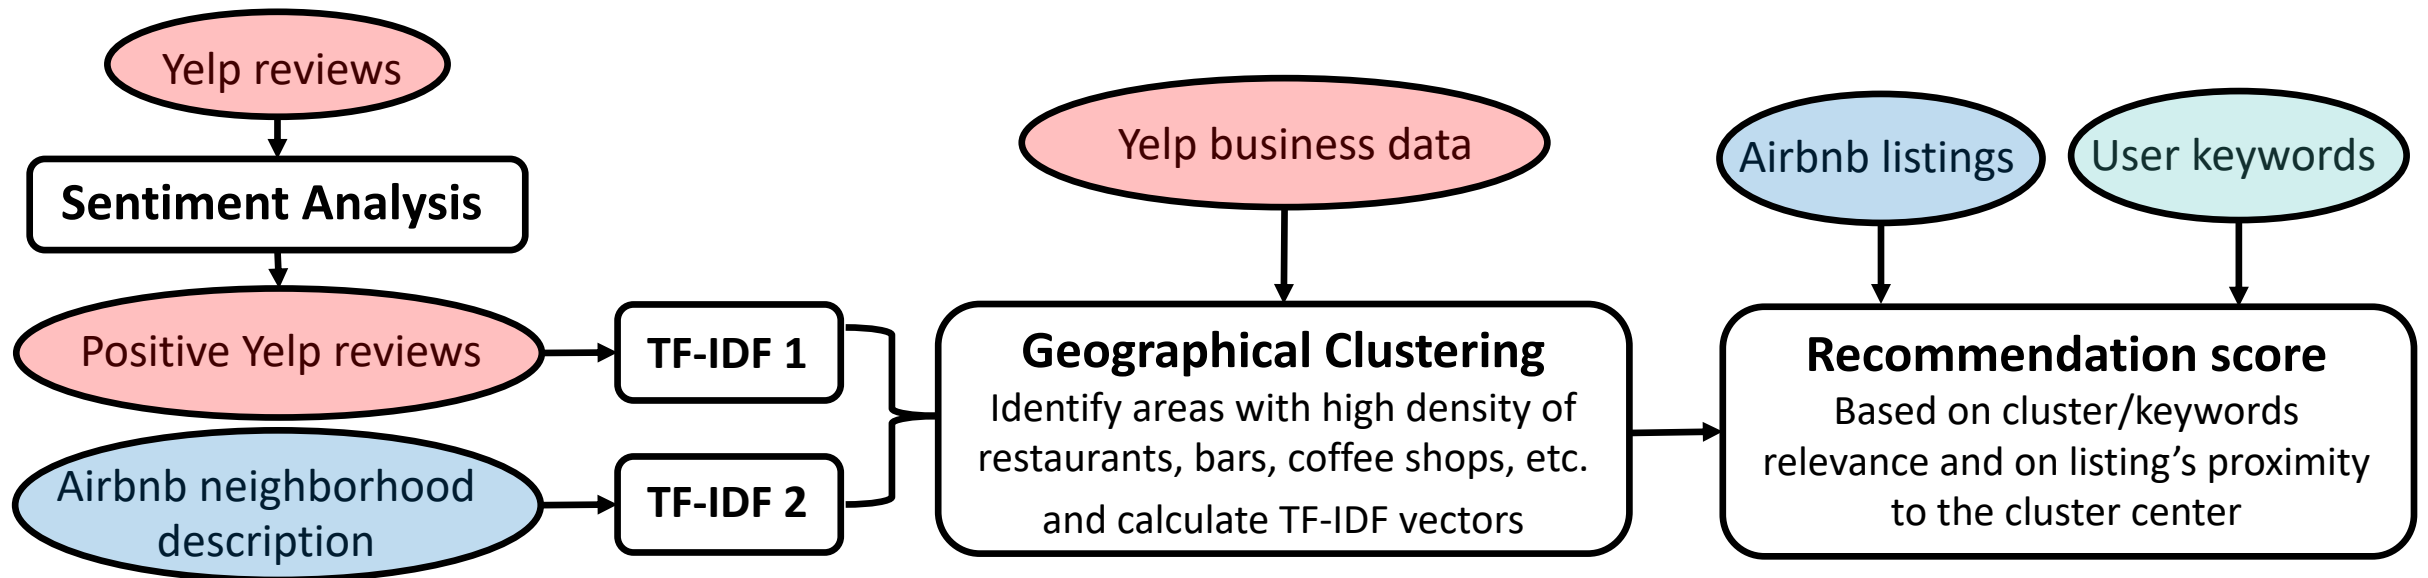 Yelp reviews
Sentiment Analysis
Positive Yelp reviews
Airbnb neighborhood
description
TF-IDF 1
TF-IDF 2
Yelp business data
Geographical Clustering
Identify areas with high density of
restaurants, bars, coffee shops, etc.
and calculate TF-IDF vectors
Airbnb listings
User keywords
Recommendation score
Based on cluster/keywords
relevance and on listing’s proximity
to the cluster center